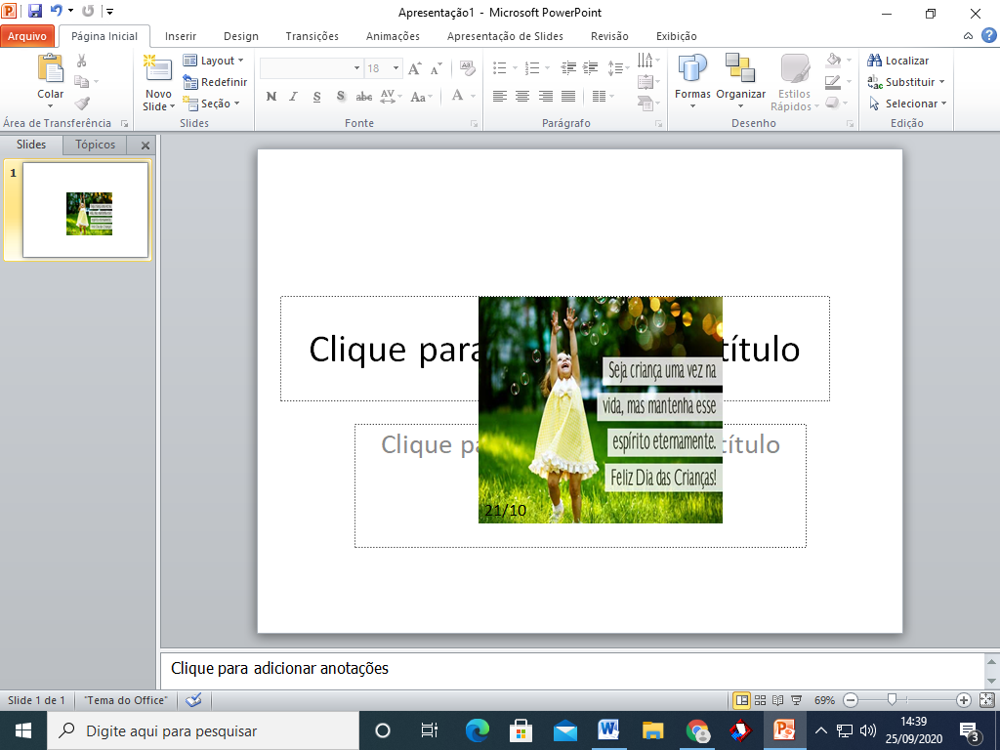 Apresentação1 - Microsoft PowerPoint
Arquivo Página Inicial Inserir Design Transições Animações Apresentação de Slides Revisão Exibição
Colar
Área de Transferência
Novo Slide
Layout
Redefinir
Seção
Slides
18
N I S S abc AV Aa A
Fonte
Parágrafo
Formas Organizar Estilos Rápidos
Desenho
Localizar
Substituir
Selecionar
Edição
Slides Tópicos
1
Clique para título
Clique título
Seja criança uma vez na
vida, mas mantenha esse
espírito eternamente.
Feliz Dia das Crianças!
21/10
Clique para adicionar anotações
Slide 1 de 1 "Tema do Office" 69%
Digite aqui para pesquisar
14:39
25/09/2020
3